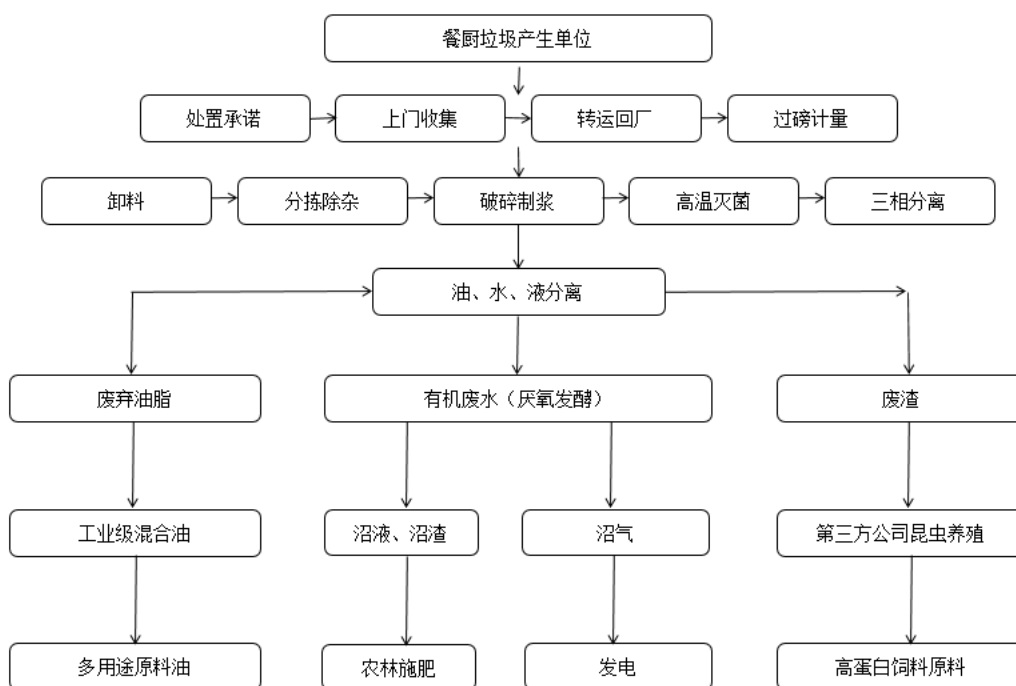 餐厨垃圾产生单位
处置承诺
上门收集
转运回厂
过磅计量
卸料
分拣除杂
破碎制浆
高温灭菌
三相分离
油、水、液分离
废弃油脂
有机废水（厌氧发酵）
废渣
工业级混合油
沼液、沼渣
沼气
第三方公司昆虫养殖
多用途原料油
农林施肥
发电
高蛋白饲料原料